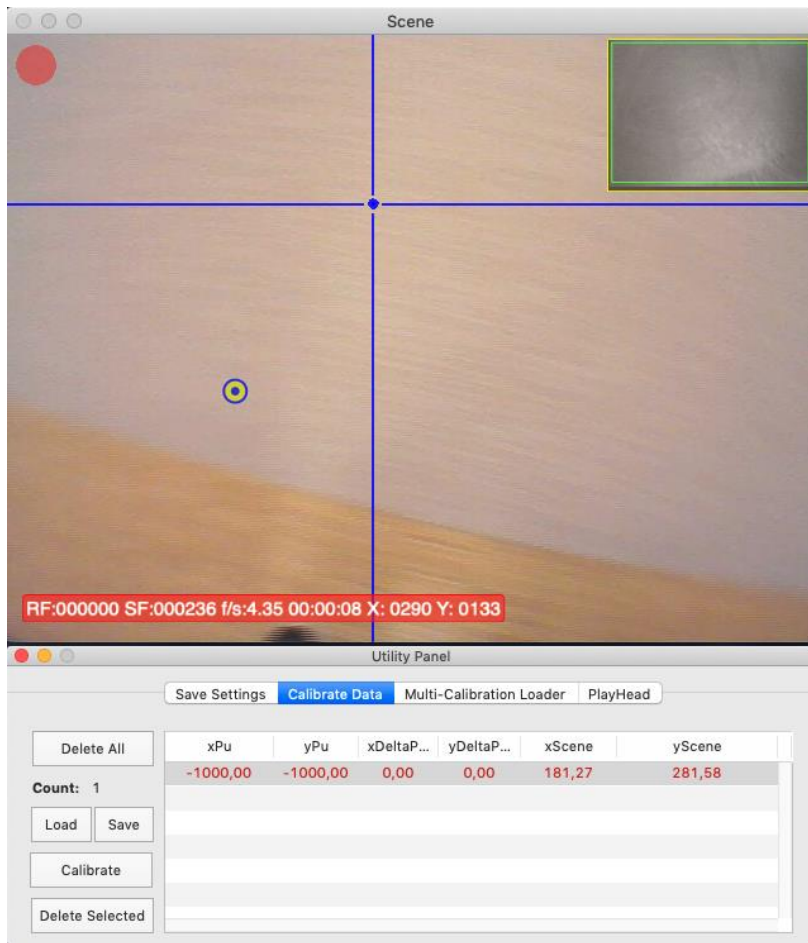 Scene
RF:000000 SF:000236 f/s:4.35 00:00:08 X: 0290 Y: 0133
Utility Panel
Save Settings Calibrate Data Multi-Calibration Loader PlayHead
Delete All
Count: 1
Load Save
Calibrate
Delete Selected
xPu yPu xDeltaP... yDeltaP... xScene yScene
-1000,00 -1000,00 0,00 0,00 181,27 281,58